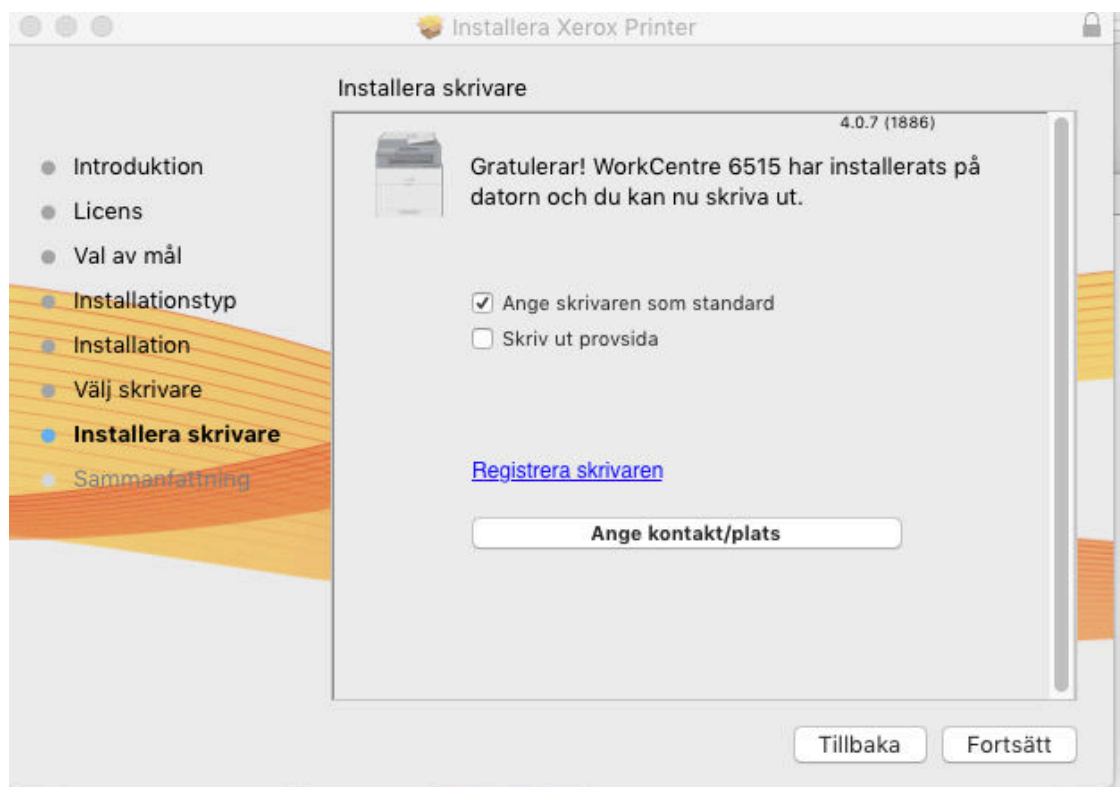 Installera Xerox Printer
Installera skrivare
4.0.7 (1886)
Introduktion
Licens
Val av mål
Installationstyp
Installation
Välj skrivare
Installera skrivare
Sammanfattning
Gratulerar! WorkCentre 6515 har installerats på
datorn och du kan nu skriva ut.
Ange skrivaren som standard
Skriv ut provsida
Registrera skrivaren
Ange kontakt/plats
Tillbaka
Fortsätt